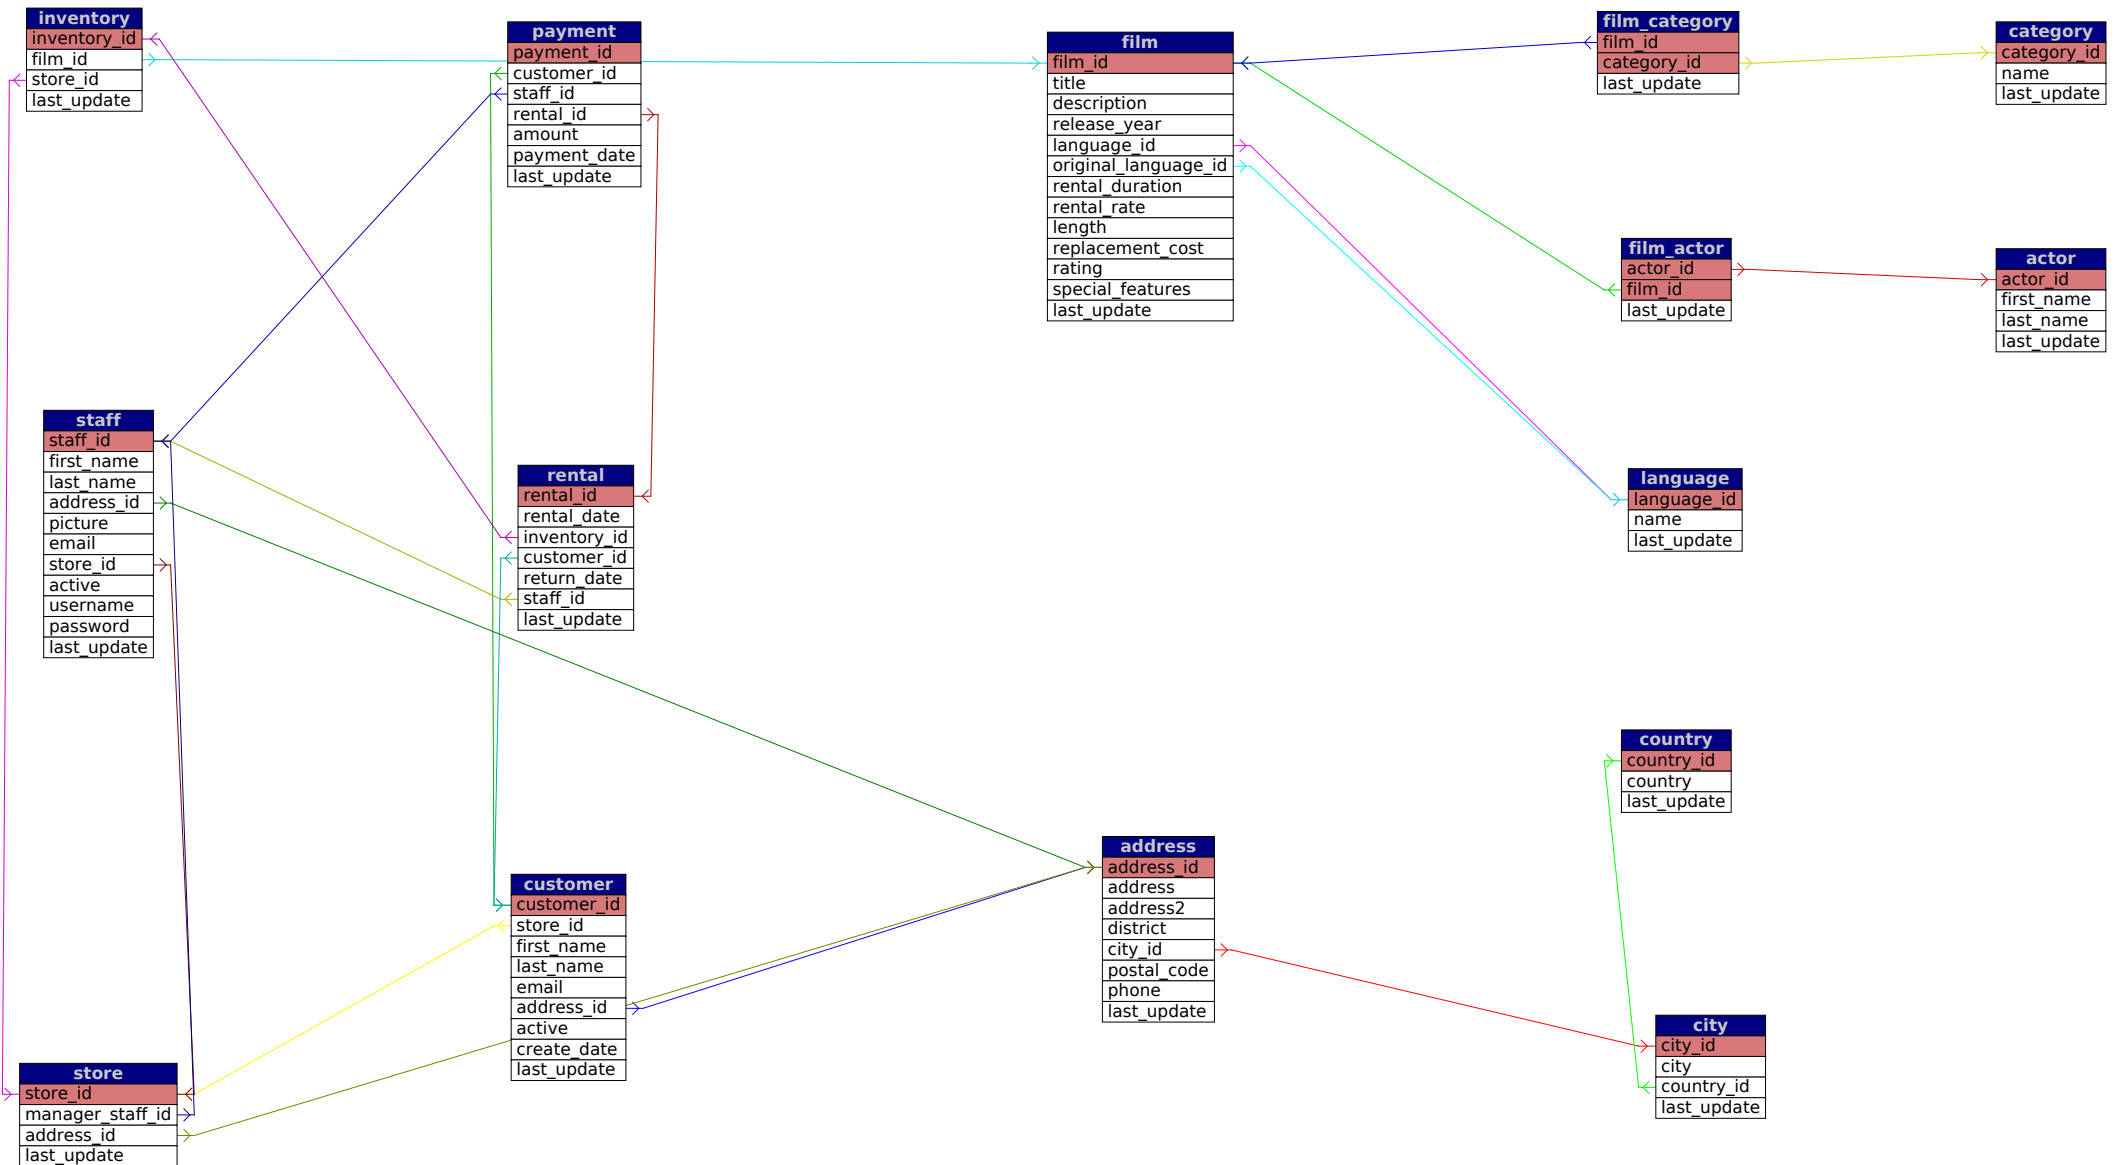 inventory
inventory_id
film_id
store_id
last_update
payment
payment_id
customer_id
staff_id
rental_id
amount
payment_date
last_update
film
film_id
title
description
release_year
language_id
original_language_id
rental_duration
rental_rate
length
replacement_cost
rating
special_features
last_update
film_category
film_id
category_id
last_update
category
category_id
name
last_update
film_actor
actor_id
film_id
last_update
actor
actor_id
first_name
last_name
last_update
staff
staff_id
first_name
last_name
address_id
picture
email
store_id
active
username
password
last_update
rental
rental_id
rental_date
inventory_id
customer_id
return_date
staff_id
last_update
language
language_id
name
last_update
country
country_id
country
last_update
address
address_id
address
address2
district
city_id
postal_code
phone
last_update
customer
customer_id
store_id
first_name
last_name
email
address_id
active
create_date
last_update
city
city_id
city
country_id
last_update
store
store_id
manager_staff_id
address_id
last_update